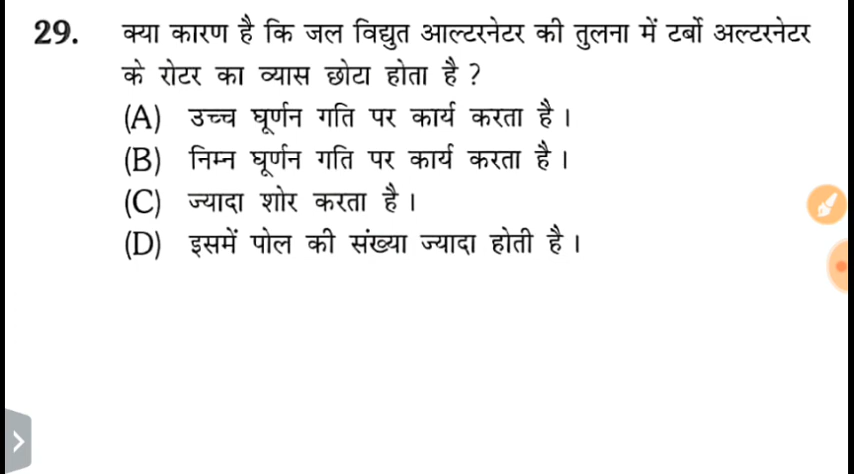 29. क्या कारण है कि जल विद्युत आल्टरनेटर की तुलना में टर्बो अल्टरनेटर
के रोटर का व्यास छोटा होता है ?
(A) उच्च घूर्णन गति पर कार्य करता है ।
(B) निम्न घूर्णन गति पर कार्य करता है ।
(C) ज्यादा शोर करता है ।
(D) इसमें पोल की संख्या ज्यादा होती है ।